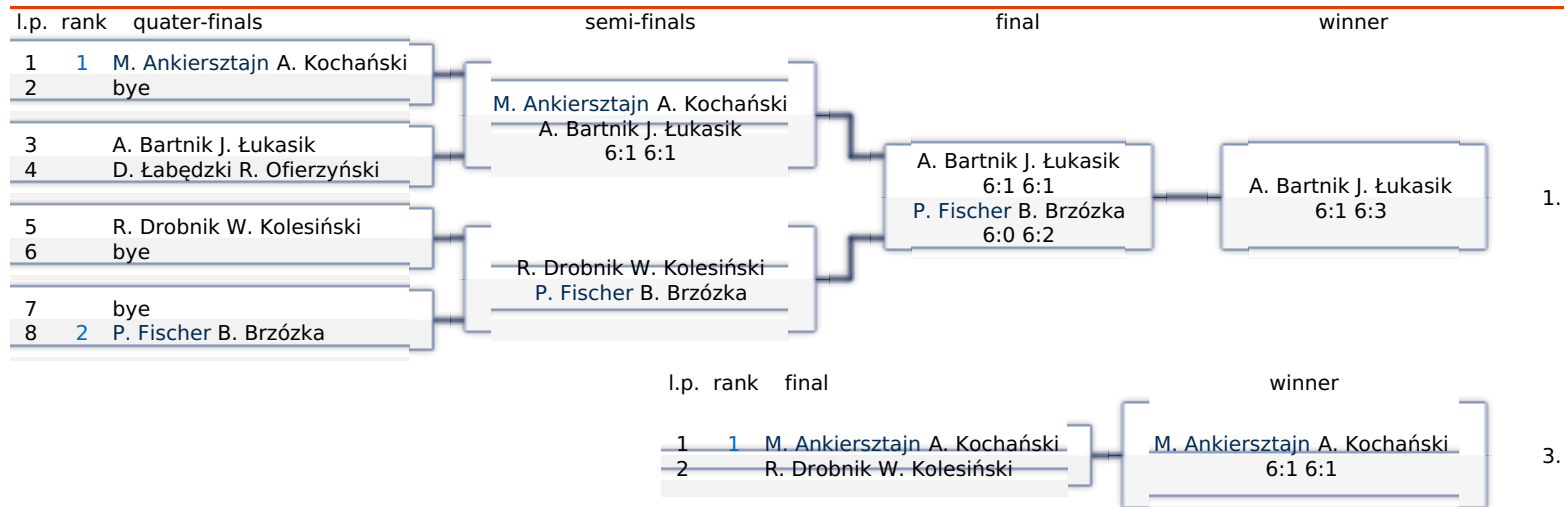 l.p. rank quater-finals semi-finals final winner
1 1 M. Ankiersztajn A. Kochański
2 bye
3 A. Bartnik J. Łukasik
4 D. Łabędzki R. Ofierzyński
5 R. Drobnik W. Kolesiński
6 bye
7 bye
8 2 P. Fischer B. Brzózka
M. Ankiersztajn A. Kochański
A. Bartnik J. Łukasik
6:1 6:1
R. Drobnik W. Kolesiński
P. Fischer B. Brzózka
A. Bartnik J. Łukasik
6:1 6:1
P. Fischer B. Brzózka
6:0 6:2
A. Bartnik J. Łukasik
6:1 6:3
1.
l.p. rank final winner
1 1 M. Ankiersztajn A. Kochański
2 R. Drobnik W. Kolesiński
M. Ankiersztajn A. Kochański
6:1 6:1
3.